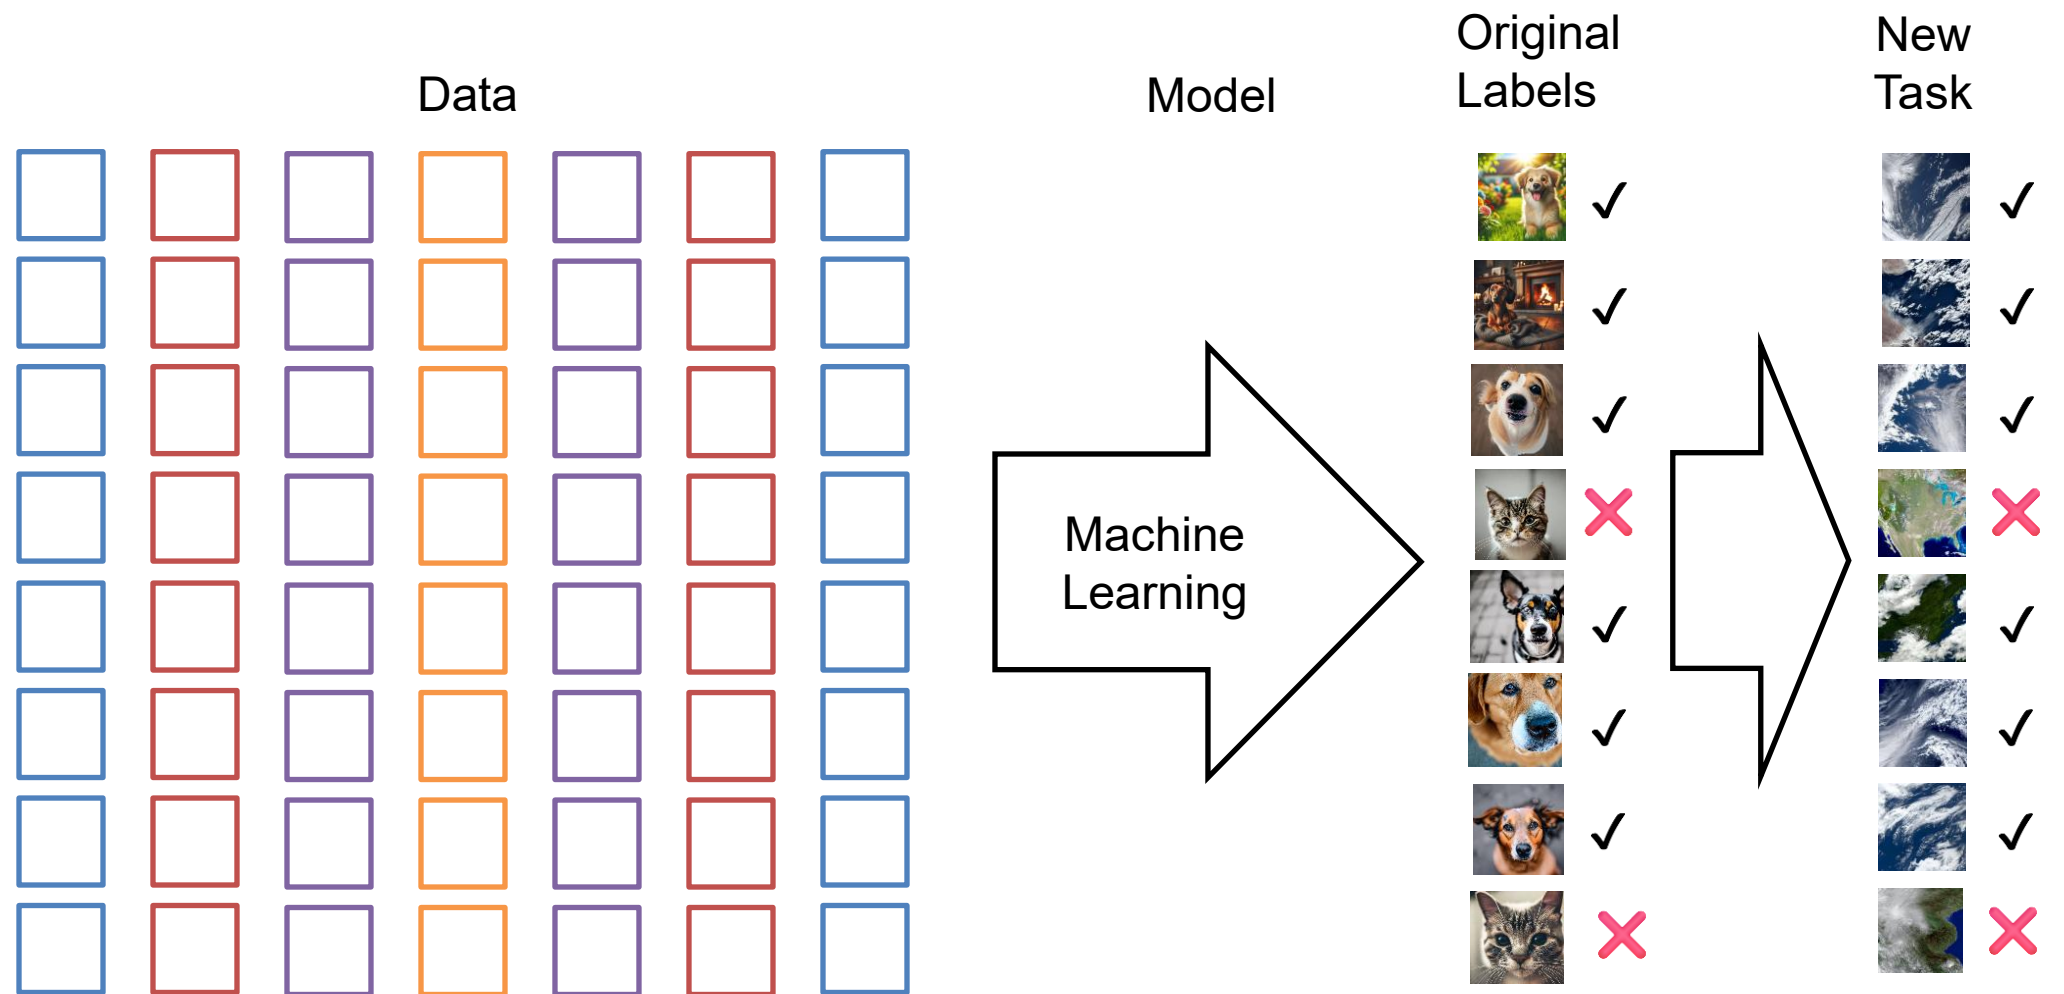 Data
Model
Original
Labels
New
Task
Machine
Learning